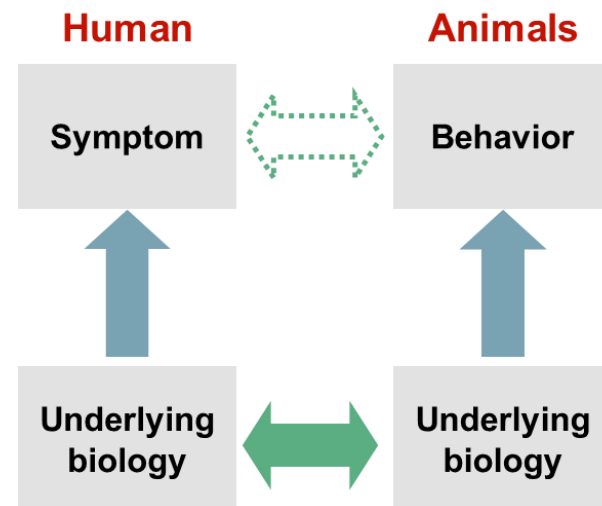 Human
Animals
Symptom
Behavior
Underlying
biology
Underlying
biology